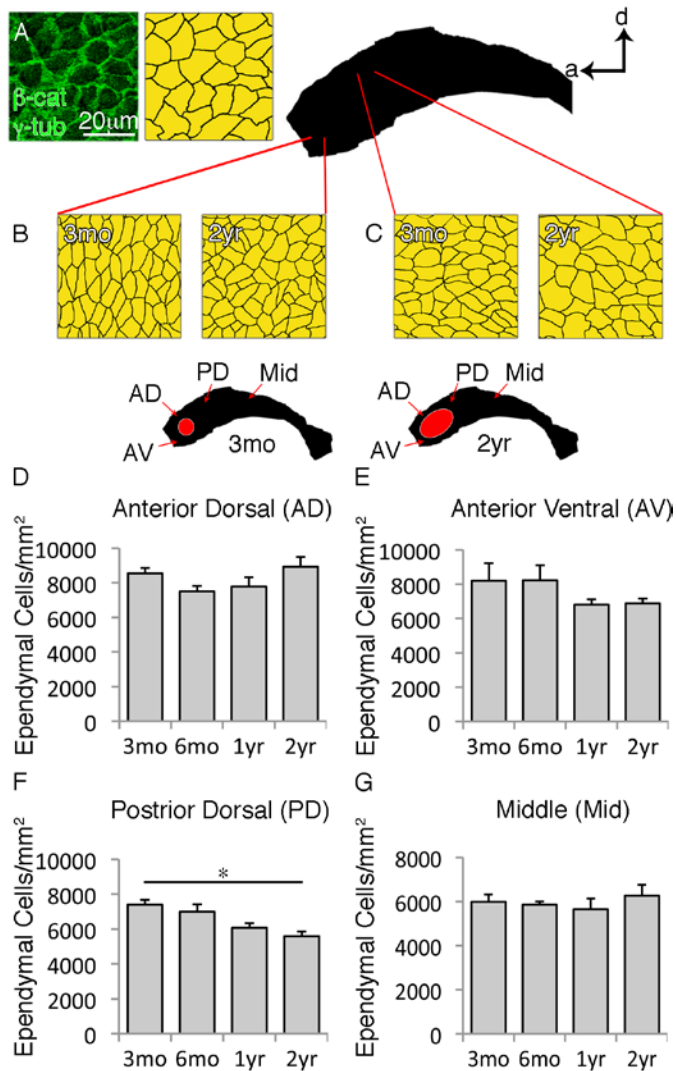 A
β-cat
γ-tub
20µm
d
a
B
3mo
2yr
C
3mo
2yr
AD
PD
Mid
AV
3mo
AD
PD
Mid
AV
2yr
D
Anterior Dorsal (AD)
Ependymal Cells/mm²
10000
8000
6000
4000
2000
0
3mo 6mo 1yr 2yr
E
Anterior Ventral (AV)
Ependymal Cells/mm²
10000
8000
6000
4000
2000
0
3mo 6mo 1yr 2yr
F
Postrior Dorsal (PD)
Ependymal Cells/mm²
10000
8000
6000
4000
2000
0
*
3mo 6mo 1yr 2yr
G
Middle (Mid)
Ependymal Cells/mm²
8000
6000
4000
2000
0
3mo 6mo 1yr 2yr